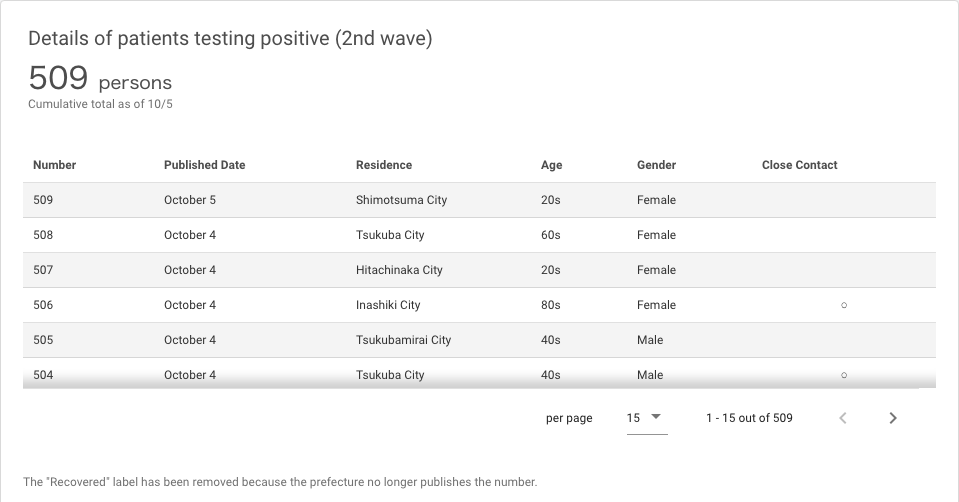 Details of patients testing positive (2nd wave)
509 persons
Cumulative total as of 10/5
Number Published Date Residence Age Gender Close Contact
509 October 5 Shimotsuma City 20s Female
508 October 4 Tsukuba City 60s Female
507 October 4 Hitachinaka City 20s Female
506 October 4 Inashiki City 80s Female ○
505 October 4 Tsukubamirai City 40s Male
504 October 4 Tsukuba City 40s Male ○
per page 15 1 - 15 out of 509
The "Recovered" label has been removed because the prefecture no longer publishes the number.